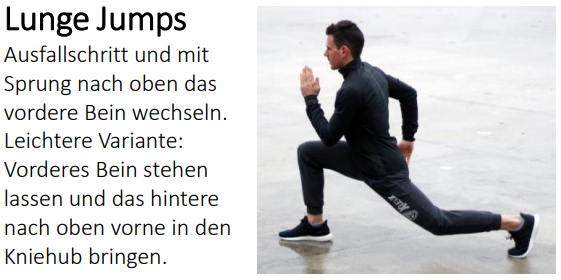 Lunge Jumps
Ausfallschritt und mit
Sprung nach oben das
vordere Bein wechseln.
Leichtere Variante:
Vorderes Bein stehen
lassen und das hintere
nach oben vorne in den
Kniehub bringen.